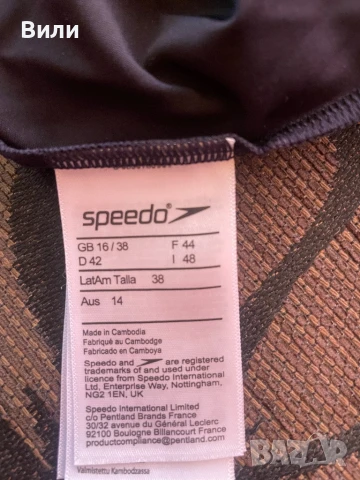 Вили
speedo
GB 16 / 38 F 44
D 42 I 48
LatAm Talla 38
Aus 14
Made in Cambodia
Fabriqué au Cambodge
Fabricado en Camboya
Speedo and are registered
trademarks of and used under
licence from Speedo International
Ltd, Enterprise Way, Nottingham,
NG2 1EN, UK
Speedo International Limited
c/o Pentland Brands France
30/32 avenue du Général Leclerc
92100 Boulogne Billancourt France
productcompliance@pentland.com
Valmistettu Kambodzassa
BAZAR